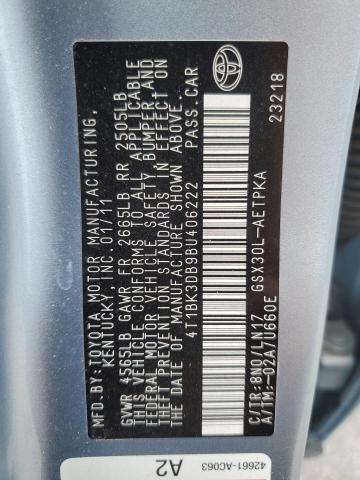 MFD.BY:TOYOTA MOTOR MANUFACTURING,
KENTUCKY,INC. 01/11
GVWR 4565LB GAWR FR 2665LB RR 2505LB
THIS VEHICLE CONFORMS TO ALL APPLICABLE
FEDERAL MOTOR VEHICLE SAFETY,BUMPER,AND
THEFT PREVENTION STANDARDS IN EFFECT ON
THE DATE OF MANUFACTURE SHOWN ABOVE.
4T1BK3DB9BU406222 PASS.CAR
C/TR:8N0/LN17 GSX30L-AETPKA
A/TM:-02A/U660E 23218
42661-AC063
A2